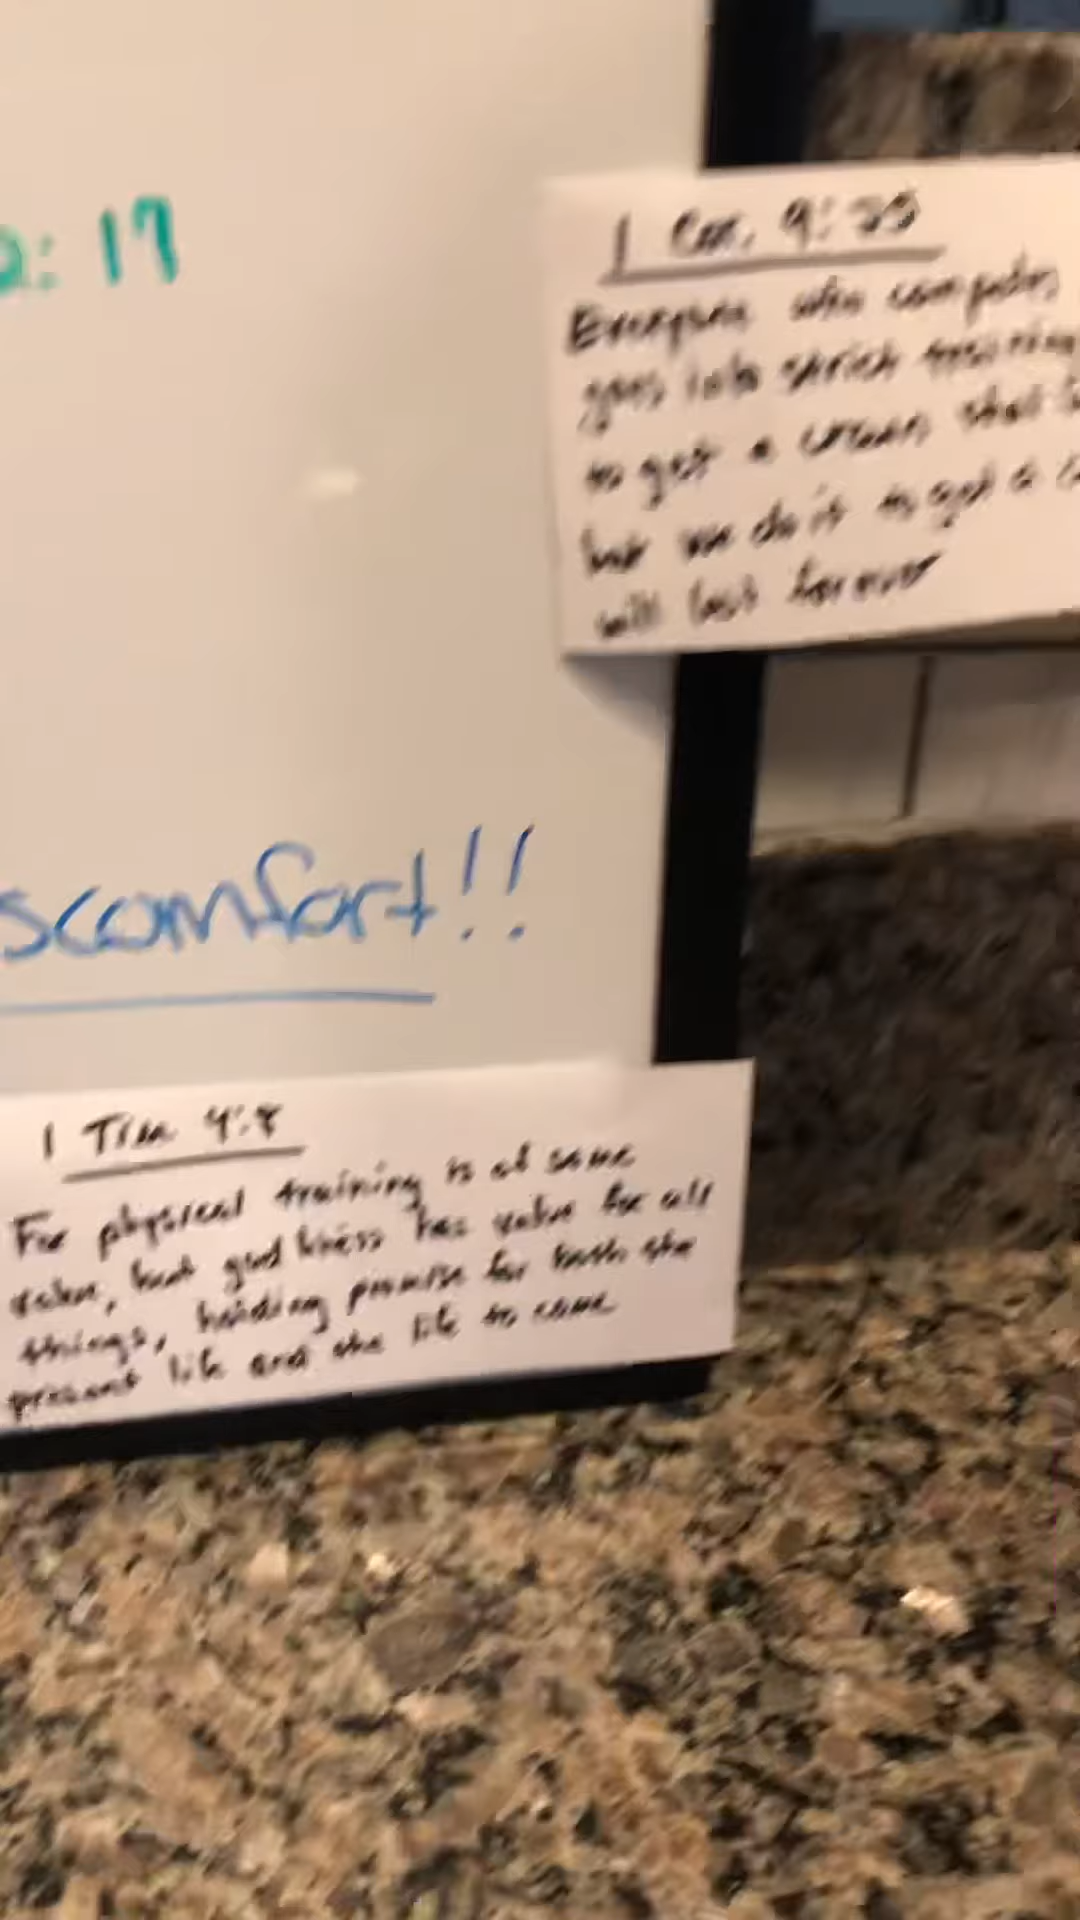 2: 17
1 Cor. 9:25
Everyone who competes
goes into strict training
to get a crown that
but we do it to get a
will last forever
scomfort!!
1 Tim 4:8
For physical training is of some
value, but godliness has value for all
things, holding promise for both the
present life and the life to come